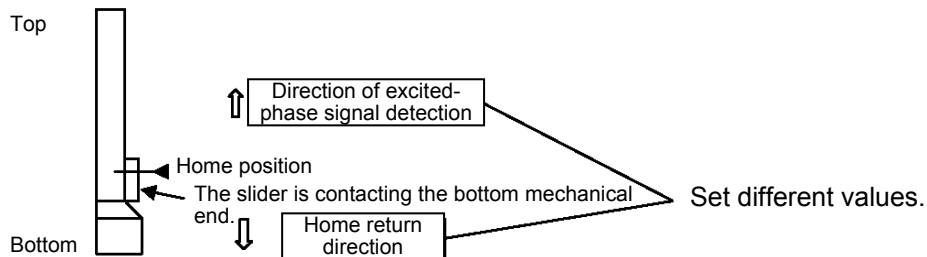 Top
Direction of excited-
phase signal detection
Home position
The slider is contacting the bottom mechanical
end.
Set different values.
Home return
direction
Bottom